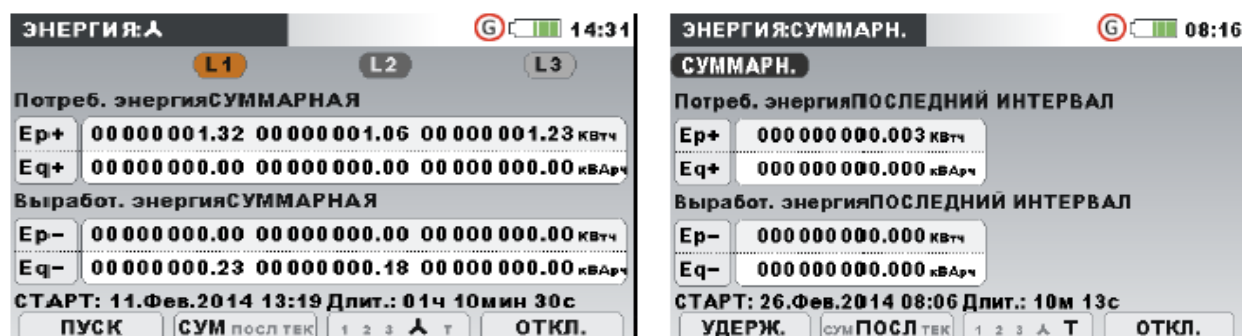 ЭНЕРГИЯ:⅄ G 14:31
L1 L2 L3
Потреб. энергияСУММАРНАЯ
Ep+ 00000001.32 00000001.06 00000001.23 кВтч
Eq+ 00000000.00 00000000.00 00000000.00 кВАрч
Выработ. энергияСУММАРНАЯ
Ep- 00000000.00 00000000.00 00000000.00 кВтч
Eq- 00000000.23 00000000.18 00000000.00 кВАрч
СТАРТ: 11.Фев.2014 13:19 Длит.: 01ч 10мин 30с
ПУСК СУМ ПОСЛ ТЕК 1 2 3 ⅄ T ОТКЛ.
ЭНЕРГИЯ:СУММАРН. G 08:16
СУММАРН.
Потреб. энергияПОСЛЕДНИЙ ИНТЕРВАЛ
Ep+ 000000000.003 кВтч
Eq+ 000000000.000 кВАрч
Выработ. энергияПОСЛЕДНИЙ ИНТЕРВАЛ
Ep- 000000000.000 кВтч
Eq- 000000000.000 кВАрч
СТАРТ: 26.Фев.2014 08:06 Длит.: 10м 13с
УДЕРЖ. СУМ ПОСЛ ТЕК 1 2 3 ⅄ T ОТКЛ.